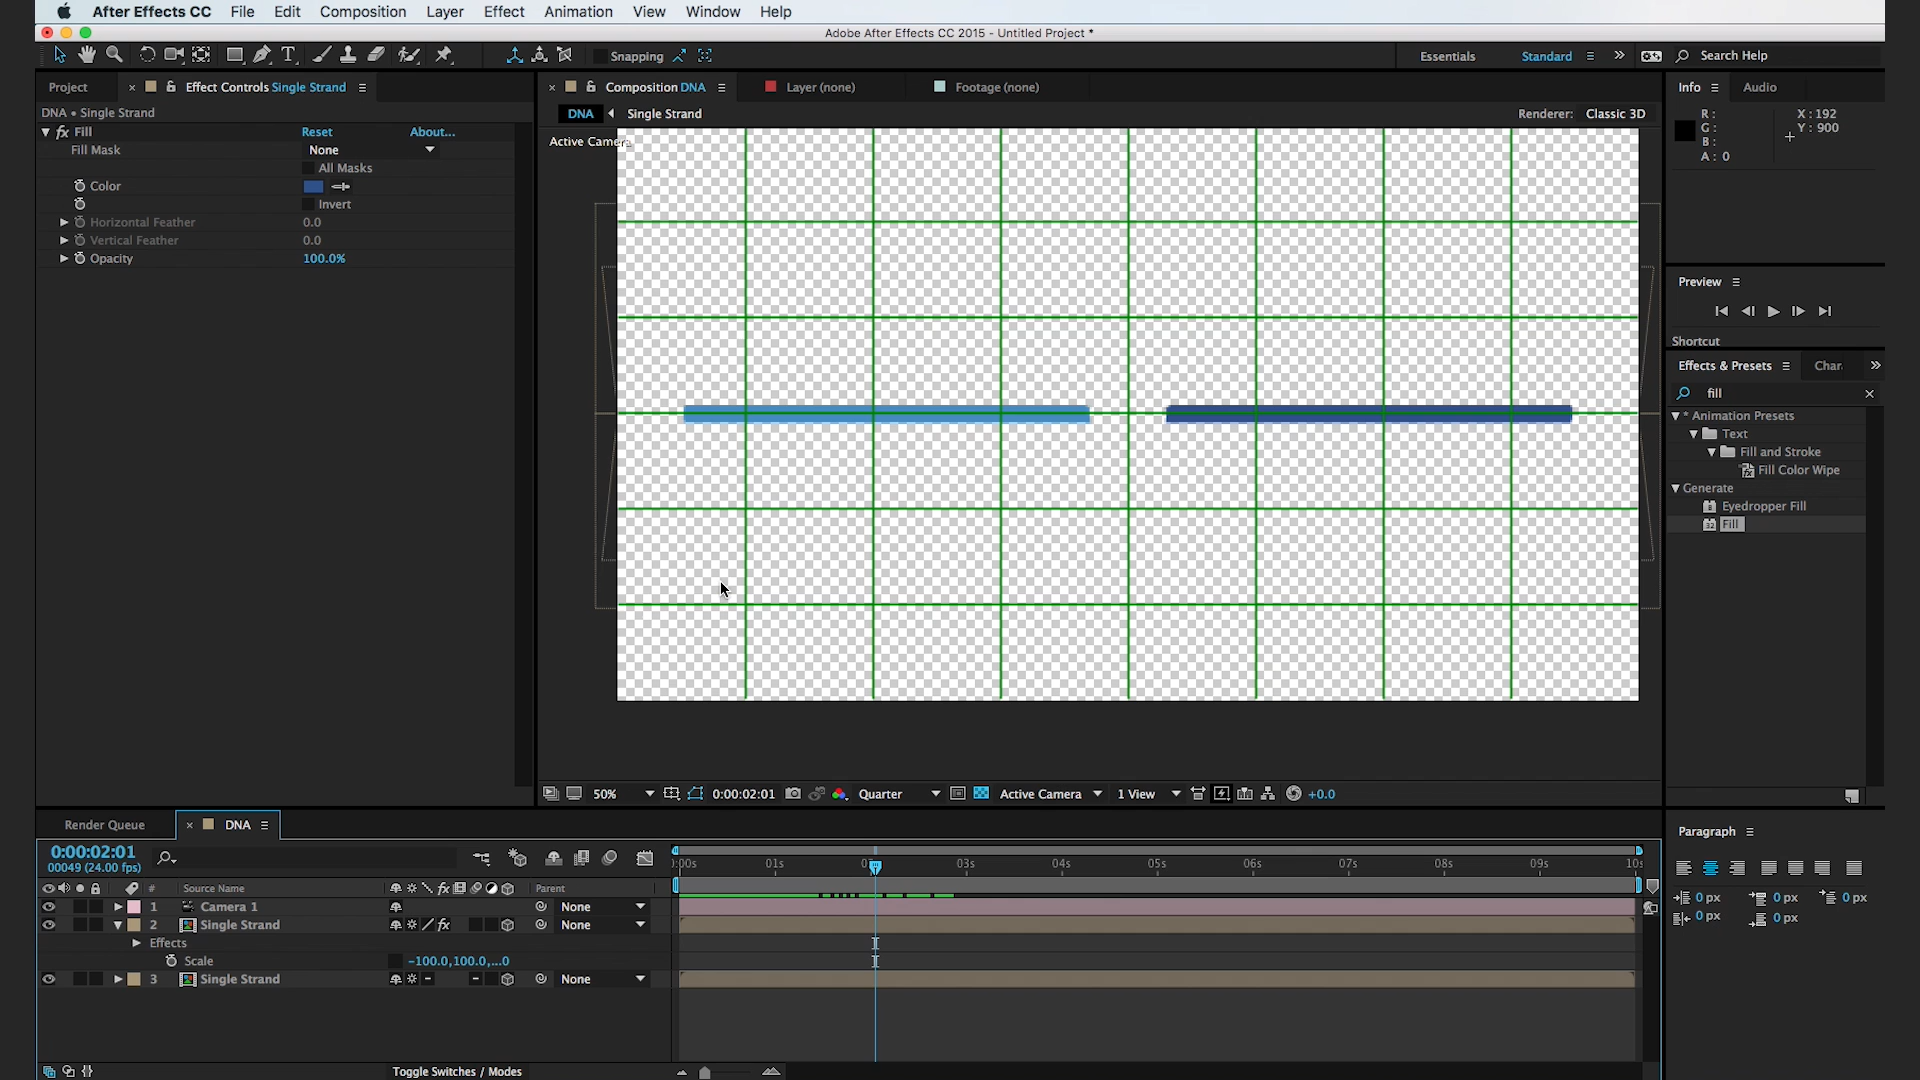 After Effects CC File Edit Composition Layer Effect Animation View Window Help
Adobe After Effects CC 2015 - Untitled Project *
Snapping
Essentials Standard Search Help
Project Effect Controls Single Strand
DNA • Single Strand
fx Fill Reset About...
Fill Mask None
All Masks
Color
Invert
Horizontal Feather 0.0
Vertical Feather 0.0
Opacity 100.0%
Composition DNA Layer (none) Footage (none)
DNA Single Strand Renderer: Classic 3D
Active Camera
50% 0:00:02:01 Quarter Active Camera 1 View +0.0
Info Audio
R: X : 192
G: Y : 900
B:
A : 0
Preview
Shortcut
Effects & Presets Char
fill
* Animation Presets
Text
Fill and Stroke
Fill Color Wipe
Generate
Eyedropper Fill
Fill
Paragraph
0 px 0 px 0 px
0 px 0 px
Render Queue DNA
0:00:02:01
00049 (24.00 fps)
:00s 01s 0 03s 04s 05s 06s 07s 08s 09s 10s
# Source Name fx Parent
1 Camera 1 None
2 Single Strand fx None
Effects
Scale -100.0,100.0,...0
3 Single Strand None
Toggle Switches / Modes